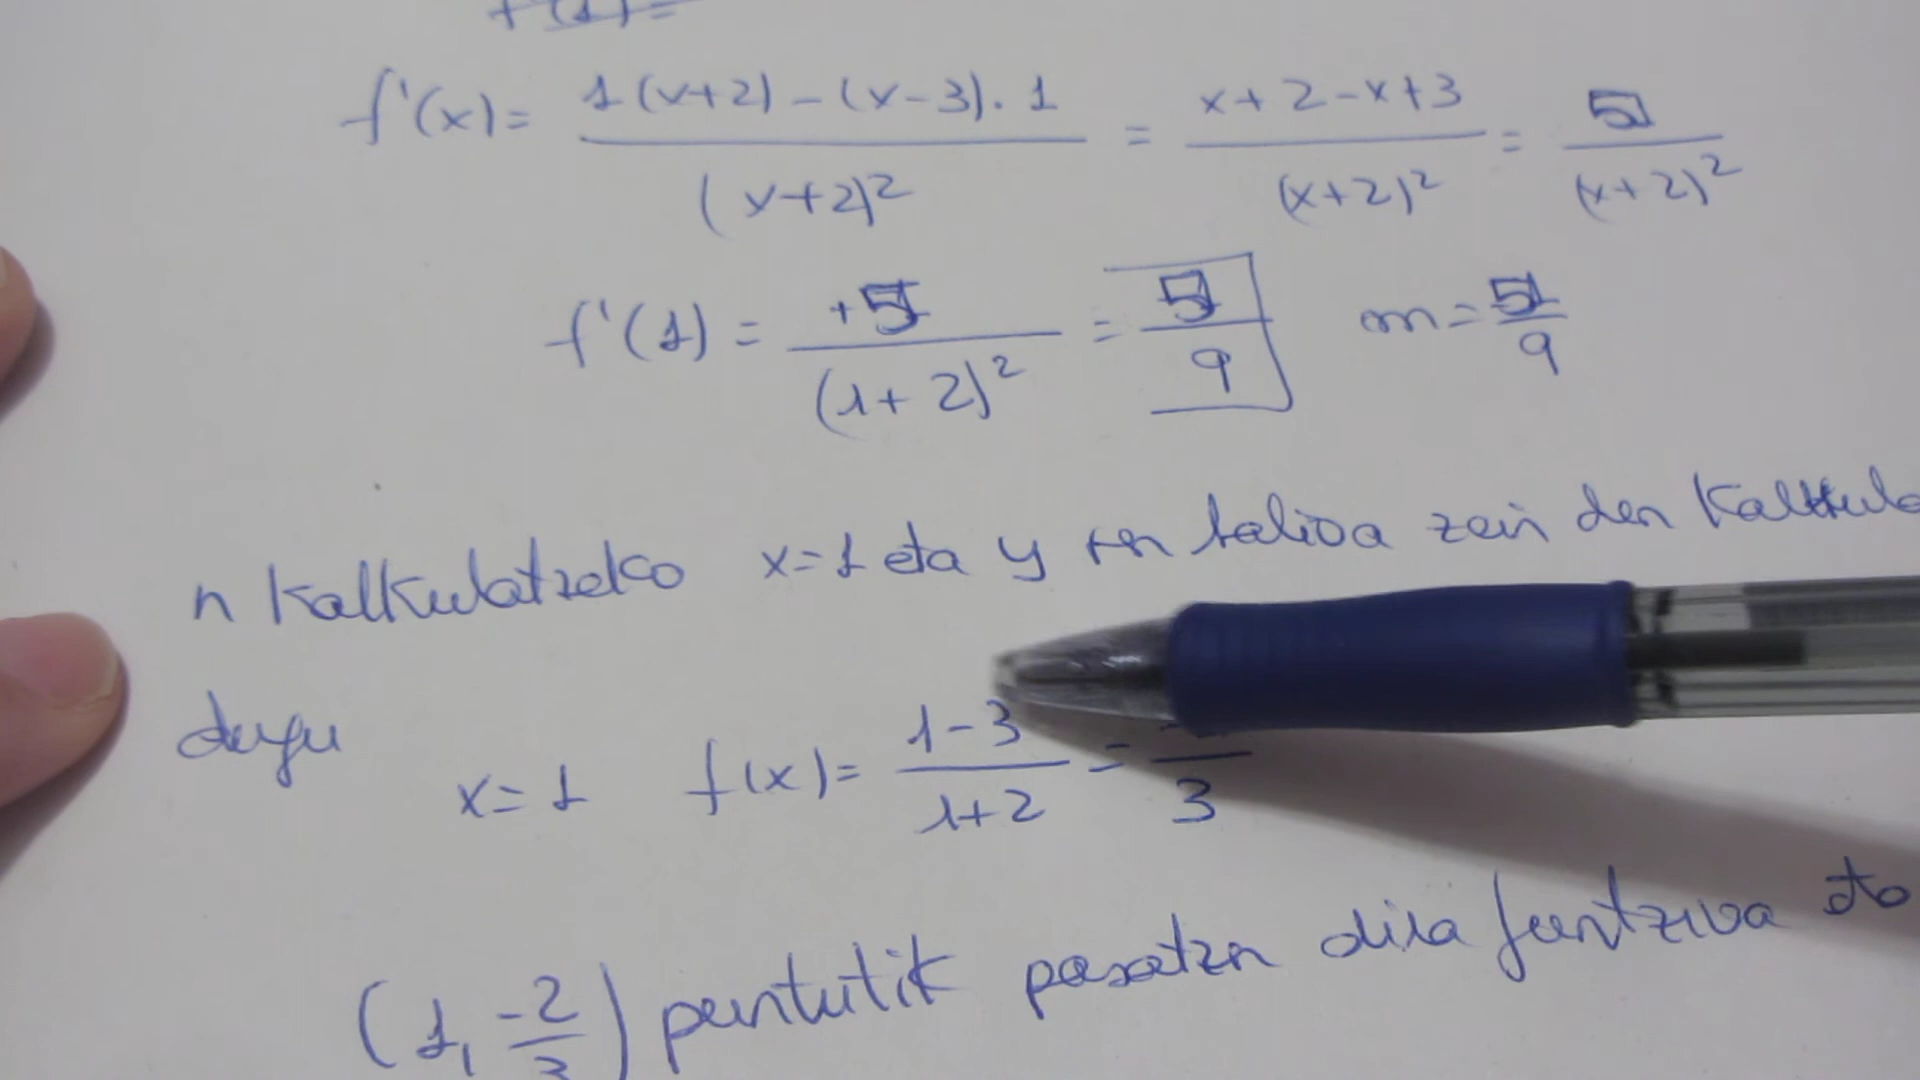 f'(1)=
f'(x) = 1(x+2) - (x-3)·1 / (x+2)² = x+2-x+3 / (x+2)² = 5 / (x+2)²
f'(1) = +5 / (1+2)² = 5 / 9 m = 5 / 9
n kalkulatzeko x=1 eta y ren balioa zein den kalkula
dugu
x=1 f(x) = 1-3 / 1+2 = / 3
(1, -2/3) puntutik pasatzen dira funtzioa eta